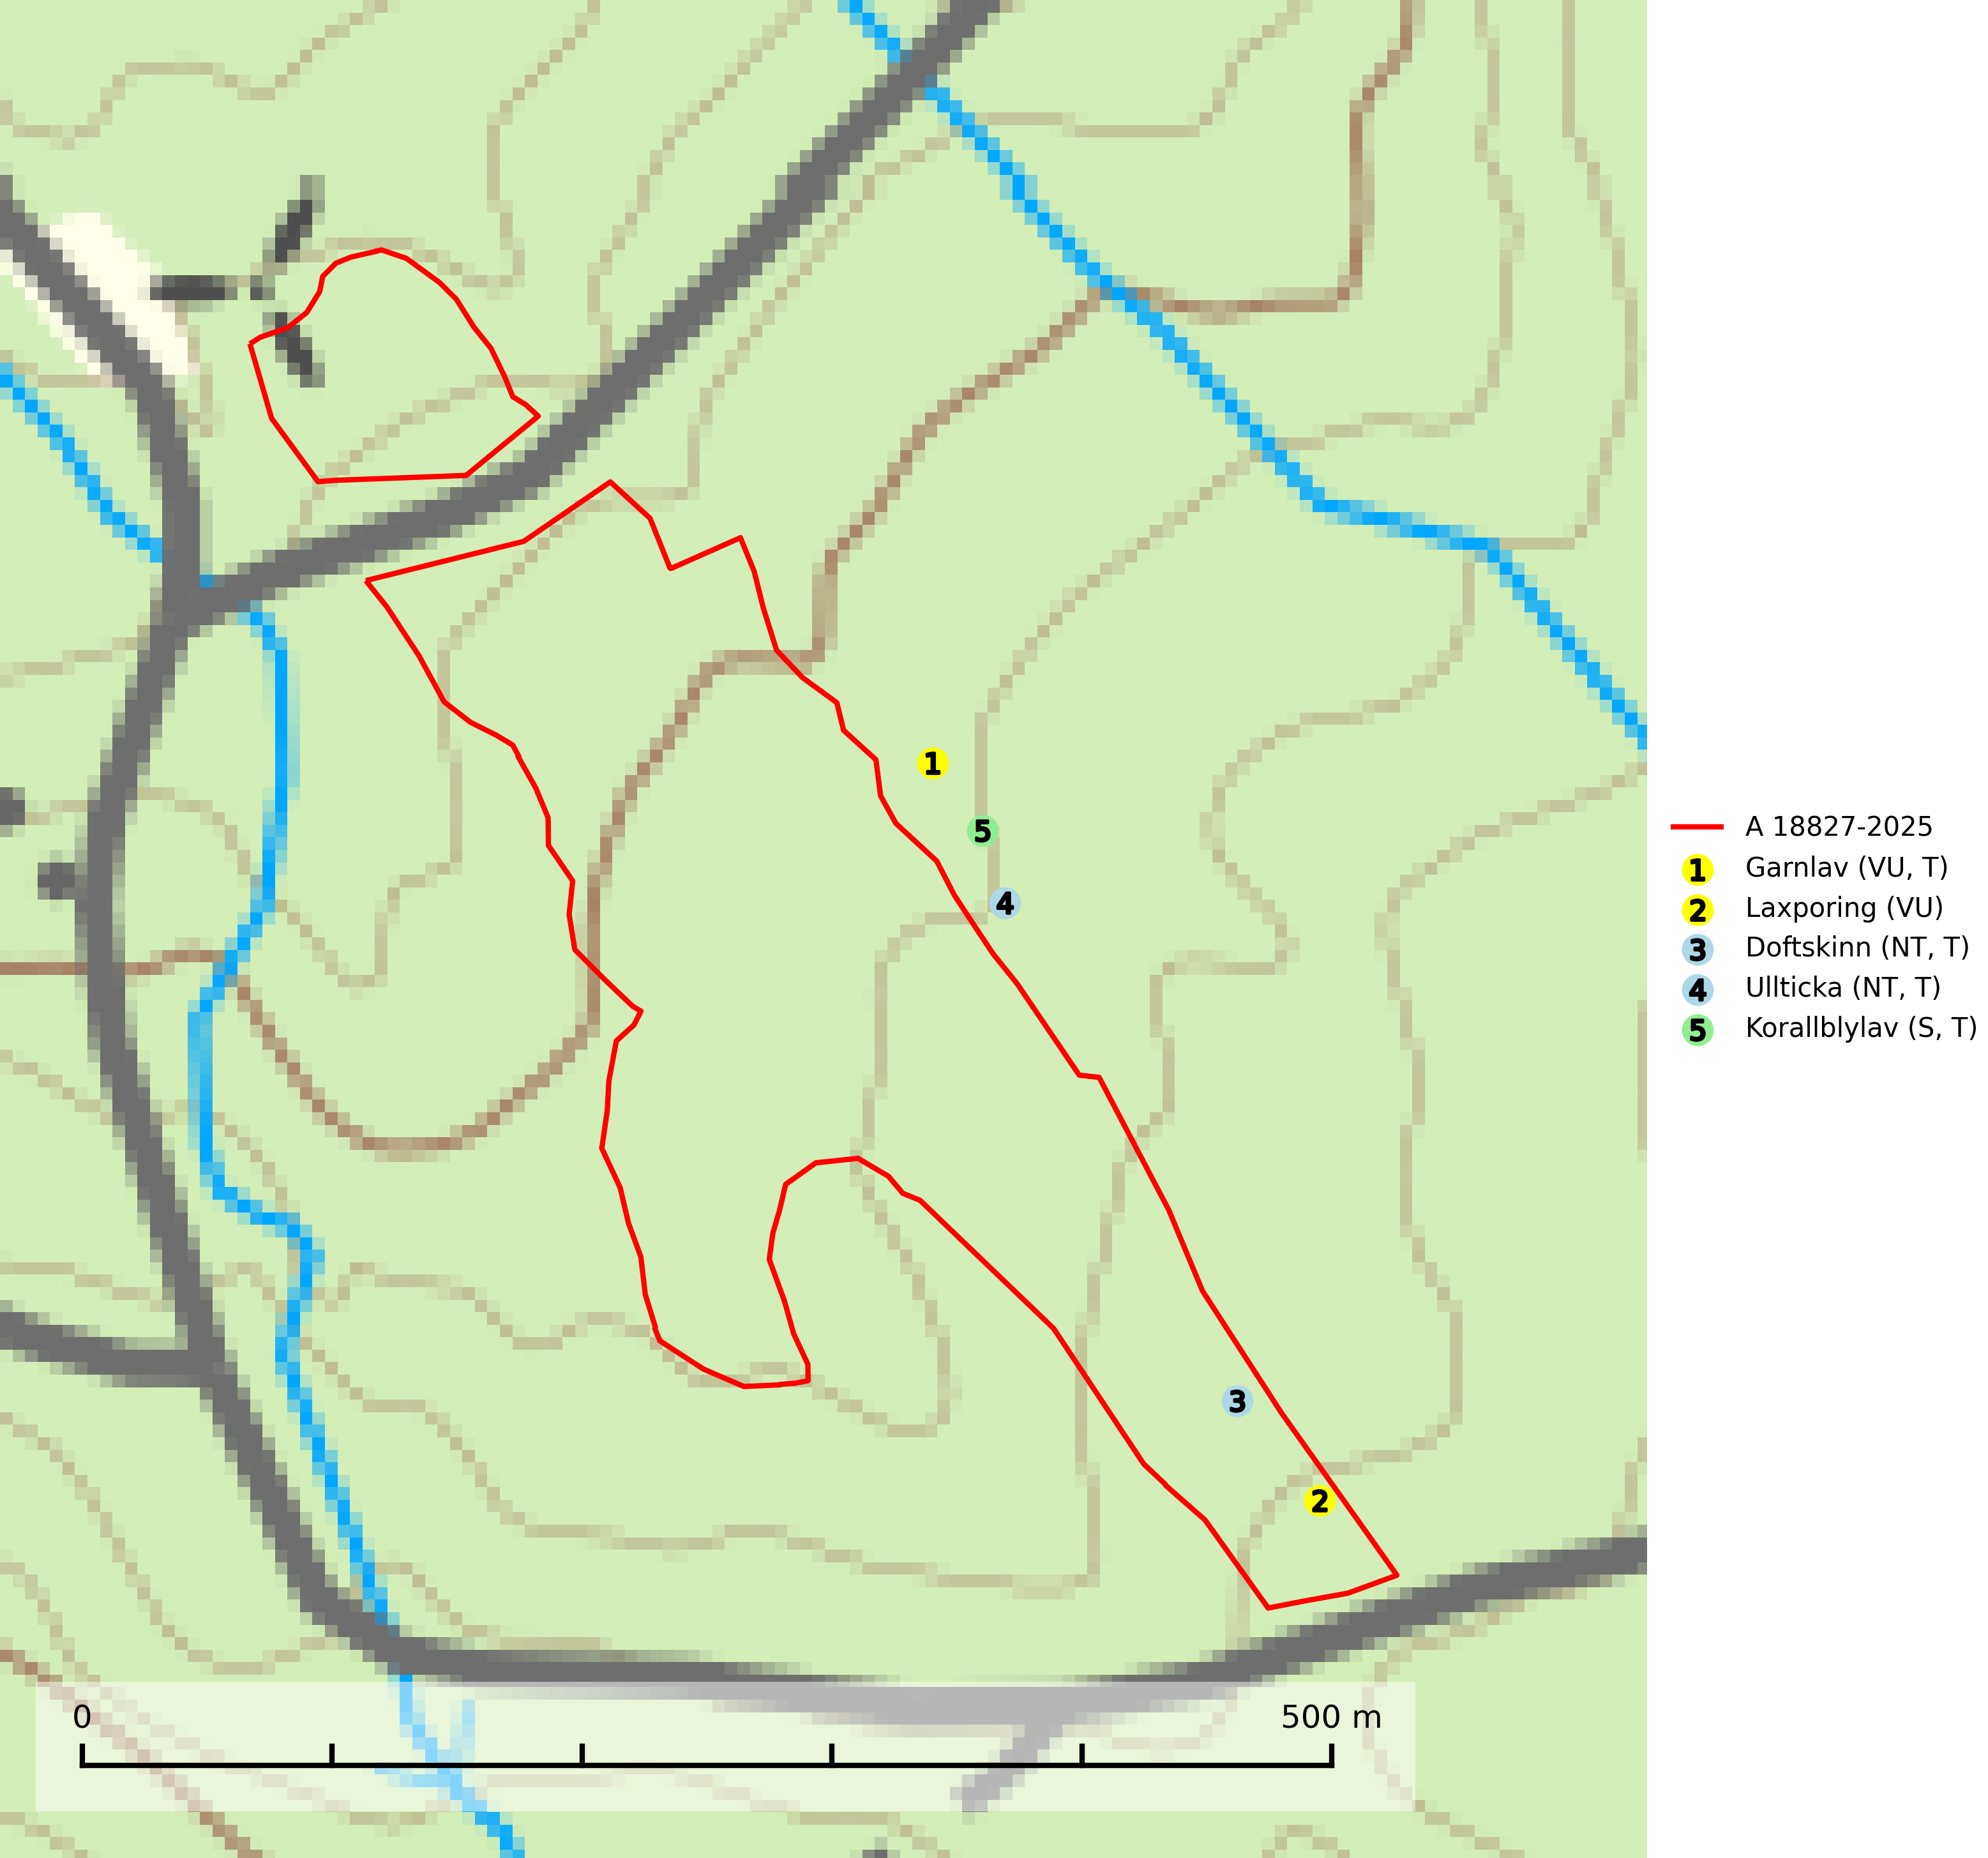 1
5
4
3
2
A 18827-2025
1 Garnlav (VU, T)
2 Laxporing (VU)
3 Doftskinn (NT, T)
4 Ullticka (NT, T)
5 Korallblylav (S, T)
0 500 m